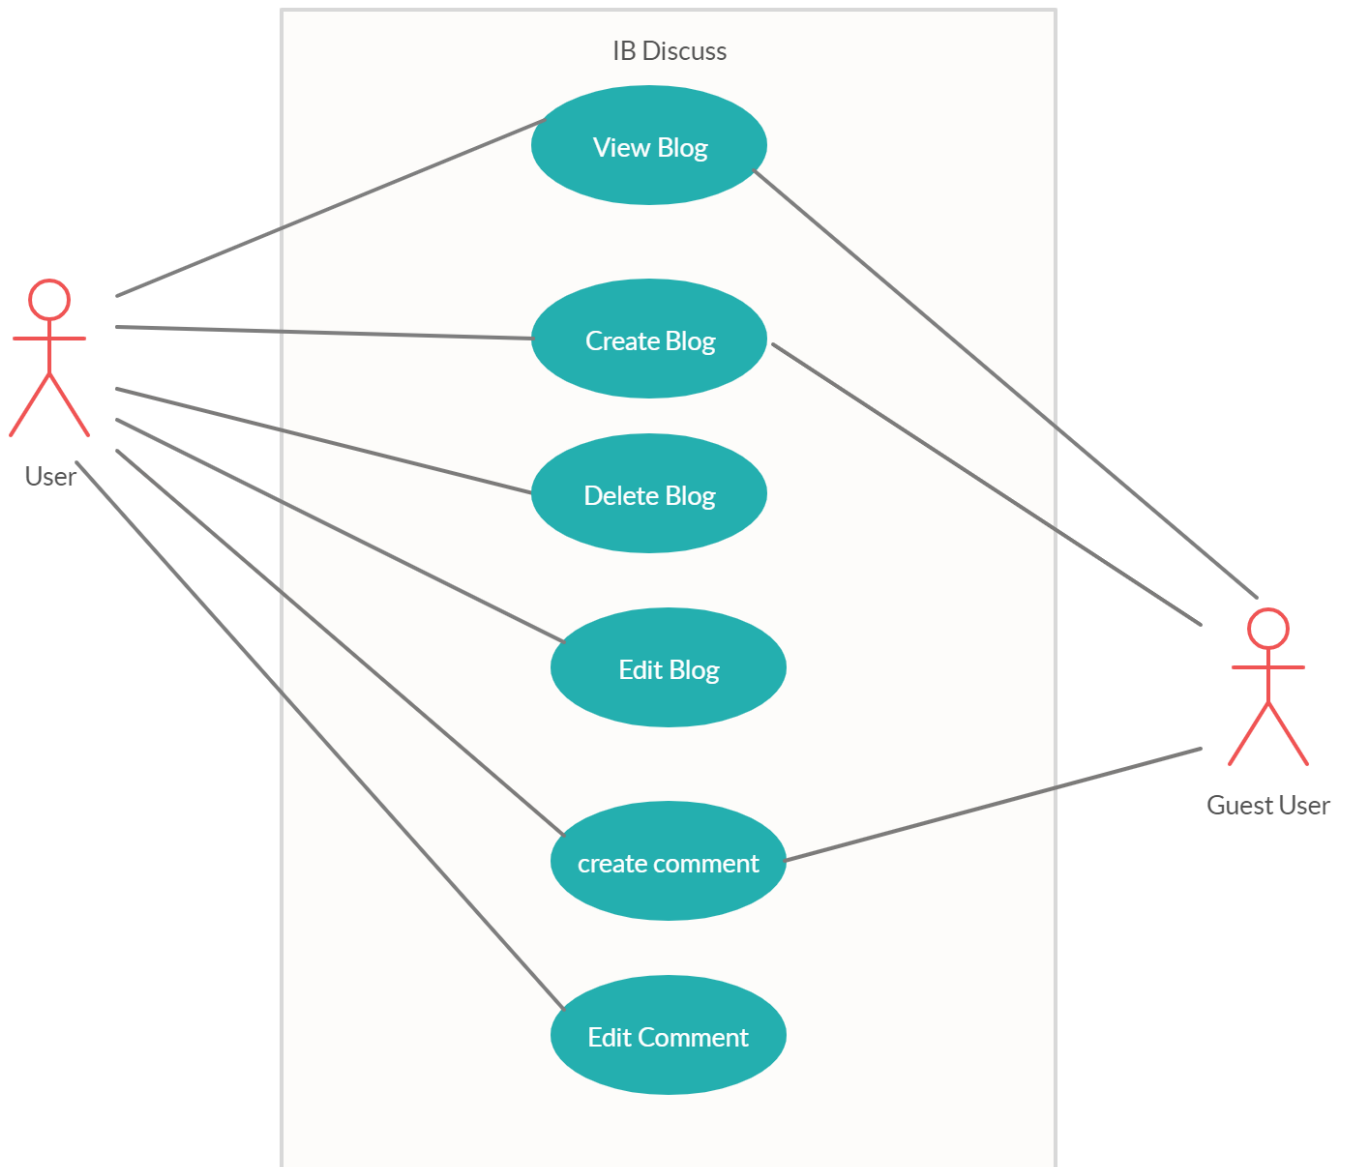 IB Discuss
View Blog
Create Blog
Delete Blog
User
Edit Blog
Guest User
create comment
Edit Comment